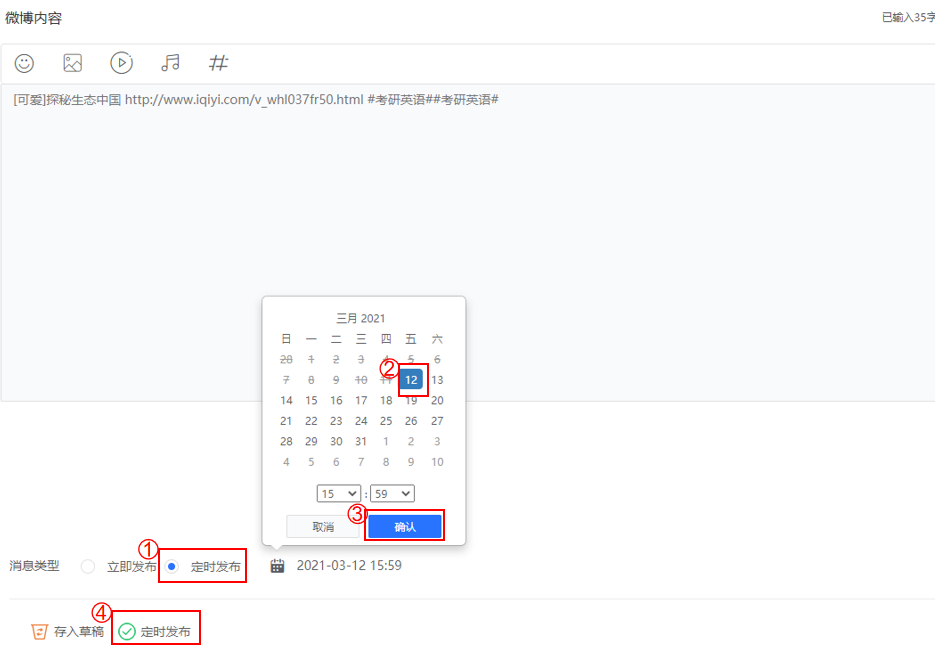 微博内容 已输入35字
[可爱]探秘生态中国 http://www.iqiyi.com/v_whl037fr50.html #考研英语##考研英语#
三月 2021
日 一 二 三 四 五 六
28 1 2 3 4 5 6
② 
7 8 9 10 11 12 13
14 15 16 17 18 19 20
21 22 23 24 25 26 27
28 29 30 31 1 2 3
4 5 6 7 8 9 10
15 : 59
③
取消 确认
①
消息类型 立即发布 定时发布 2021-03-12 15:59
④
存入草稿 定时发布